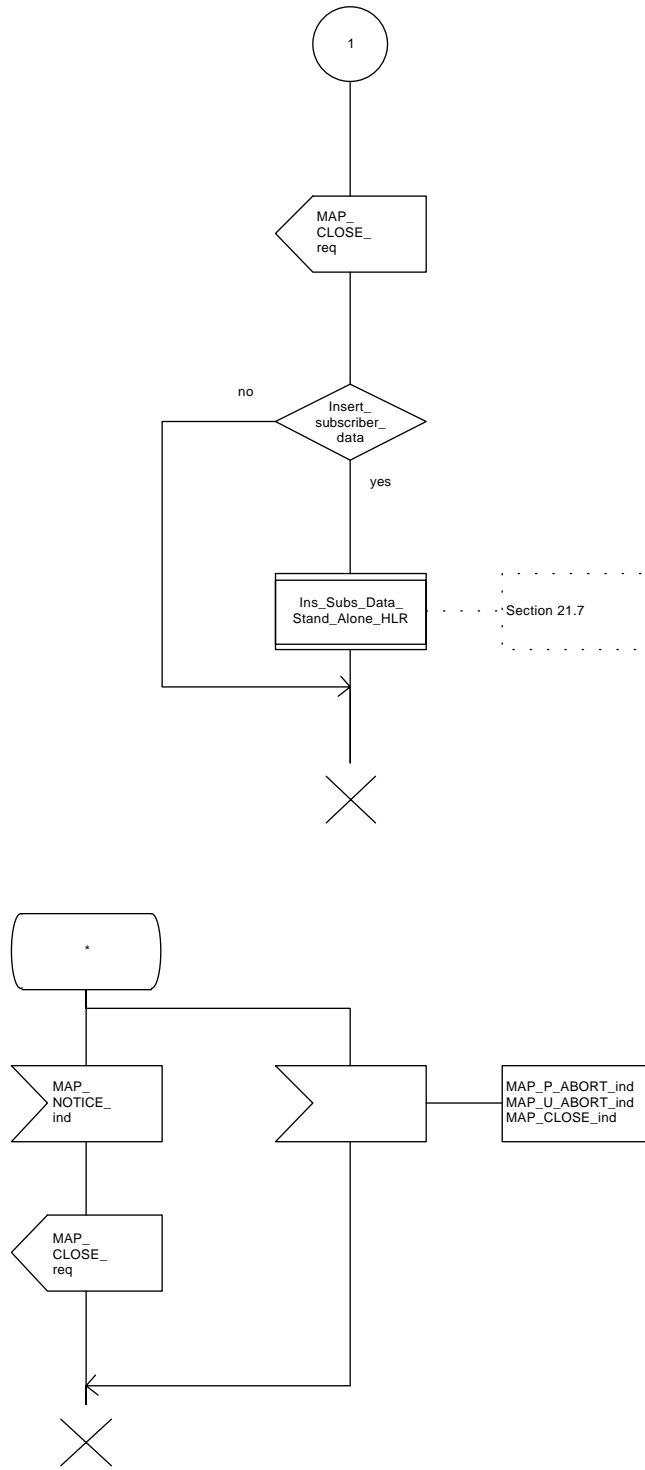 1
MAP_
CLOSE_
req
no
Insert_
subscriber_
data
yes
Ins_Subs_Data_
Stand_Alone_HLR
Section 21.7
*
MAP_
NOTICE_
ind
MAP_P_ABORT_ind
MAP_U_ABORT_ind
MAP_CLOSE_ind
MAP_
CLOSE_
req